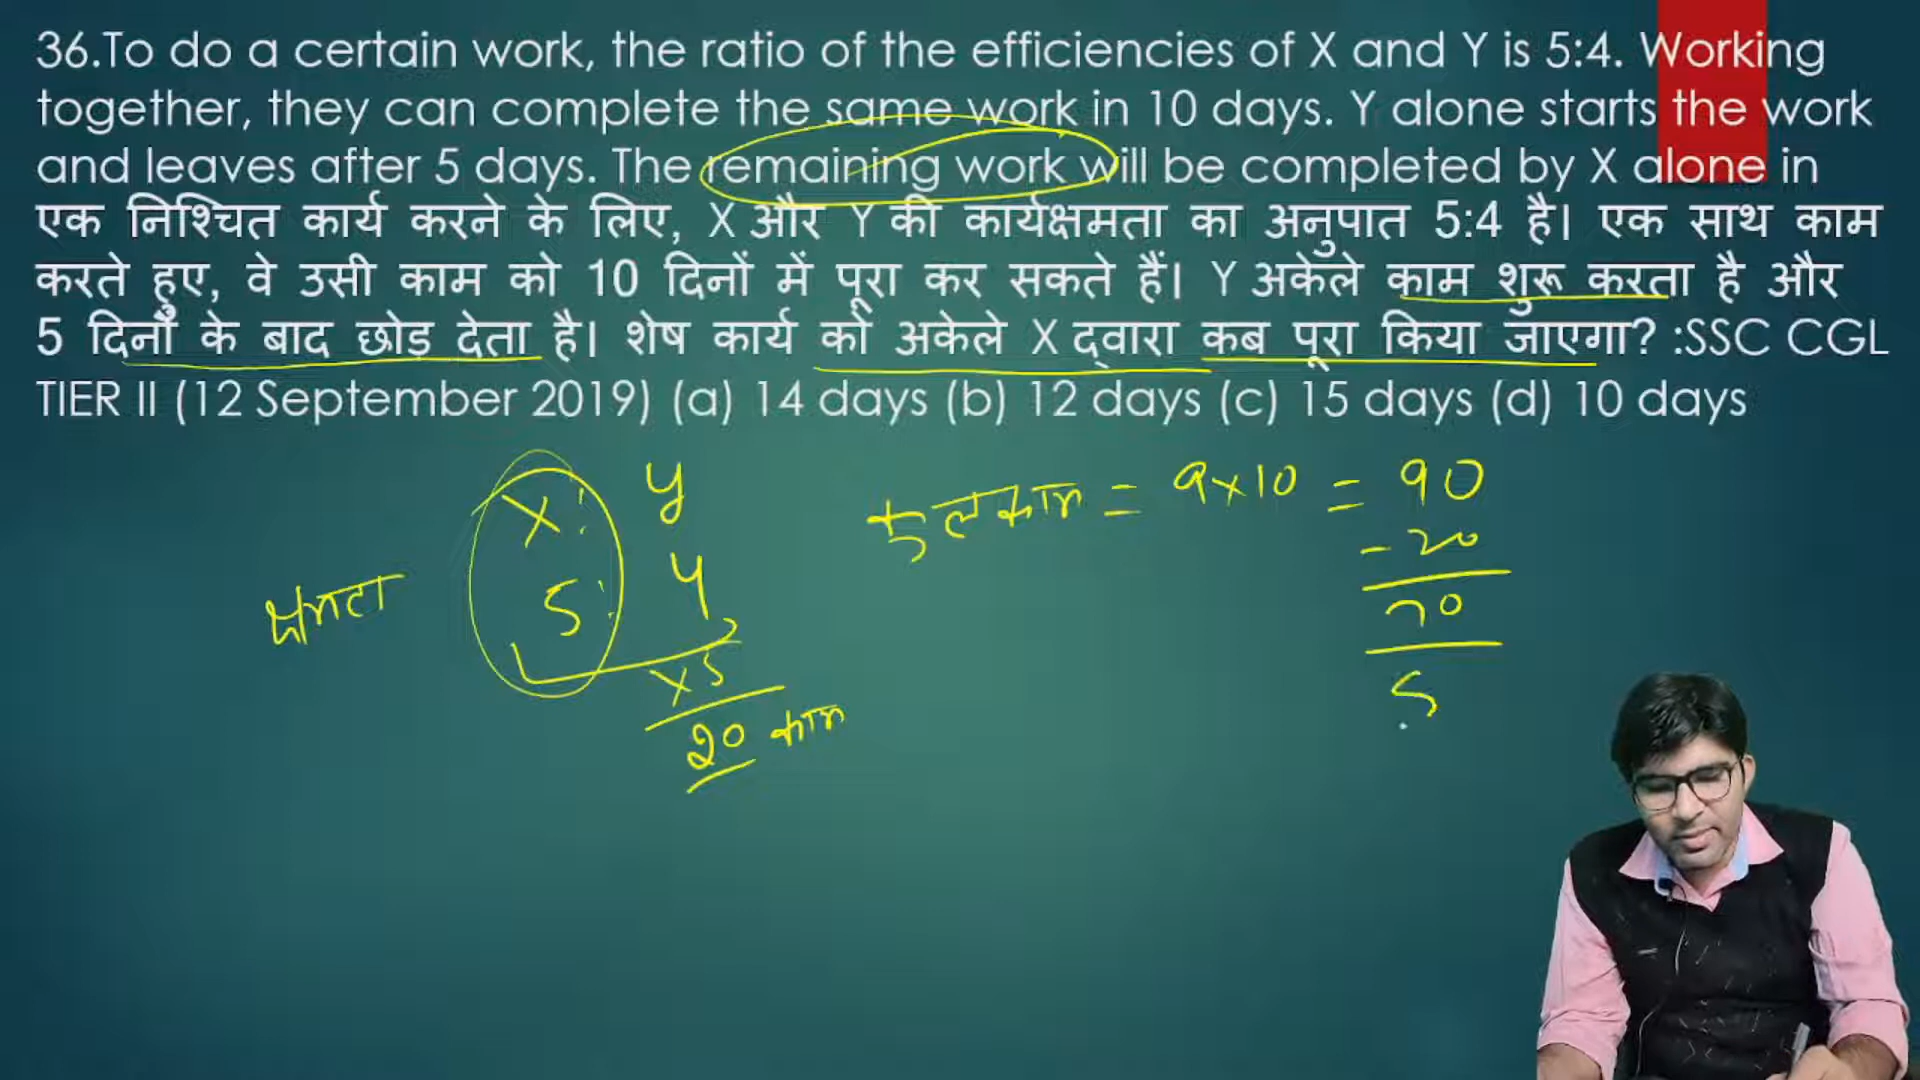 36.To do a certain work, the ratio of the efficiencies of X and Y is 5:4. Working
together, they can complete the same work in 10 days. Y alone starts the work
and leaves after 5 days. The remaining work will be completed by X alone in
एक निश्चित कार्य करने के लिए, X और Y की कार्यक्षमता का अनुपात 5:4 है। एक साथ काम
करते हुए, वे उसी काम को 10 दिनों में पूरा कर सकते हैं। Y अकेले काम शुरू करता है और
5 दिनों के बाद छोड़ देता है। शेष कार्य को अकेले X द्वारा कब पूरा किया जाएगा? :SSC CGL
TIER II (12 September 2019) (a) 14 days (b) 12 days (c) 15 days (d) 10 days
X : Y
कुलकाम = 9x10 = 90
- 20
70
5
5 : 4
x5
20 काम